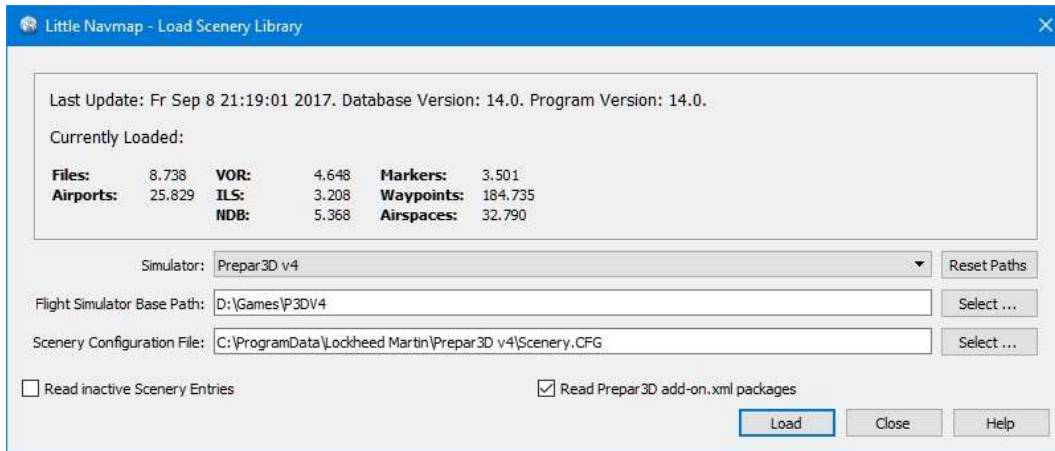 Little Navmap - Load Scenery Library
Last Update: Fr Sep 8 21:19:01 2017. Database Version: 14.0. Program Version: 14.0.
Currently Loaded:
Files: 8.738 VOR: 4.648 Markers: 3.501
Airports: 25.829 ILS: 3.208 Waypoints: 184.735
NDB: 5.368 Airspaces: 32.790
Simulator: Prepar3D v4 Reset Paths
Flight Simulator Base Path: D:\Games\P3DV4 Select ...
Scenery Configuration File: C:\ProgramData\Lockheed Martin\Prepar3D v4\Scenery.CFG Select ...
Read inactive Scenery Entries Read Prepar3D add-on.xml packages
Load Close Help